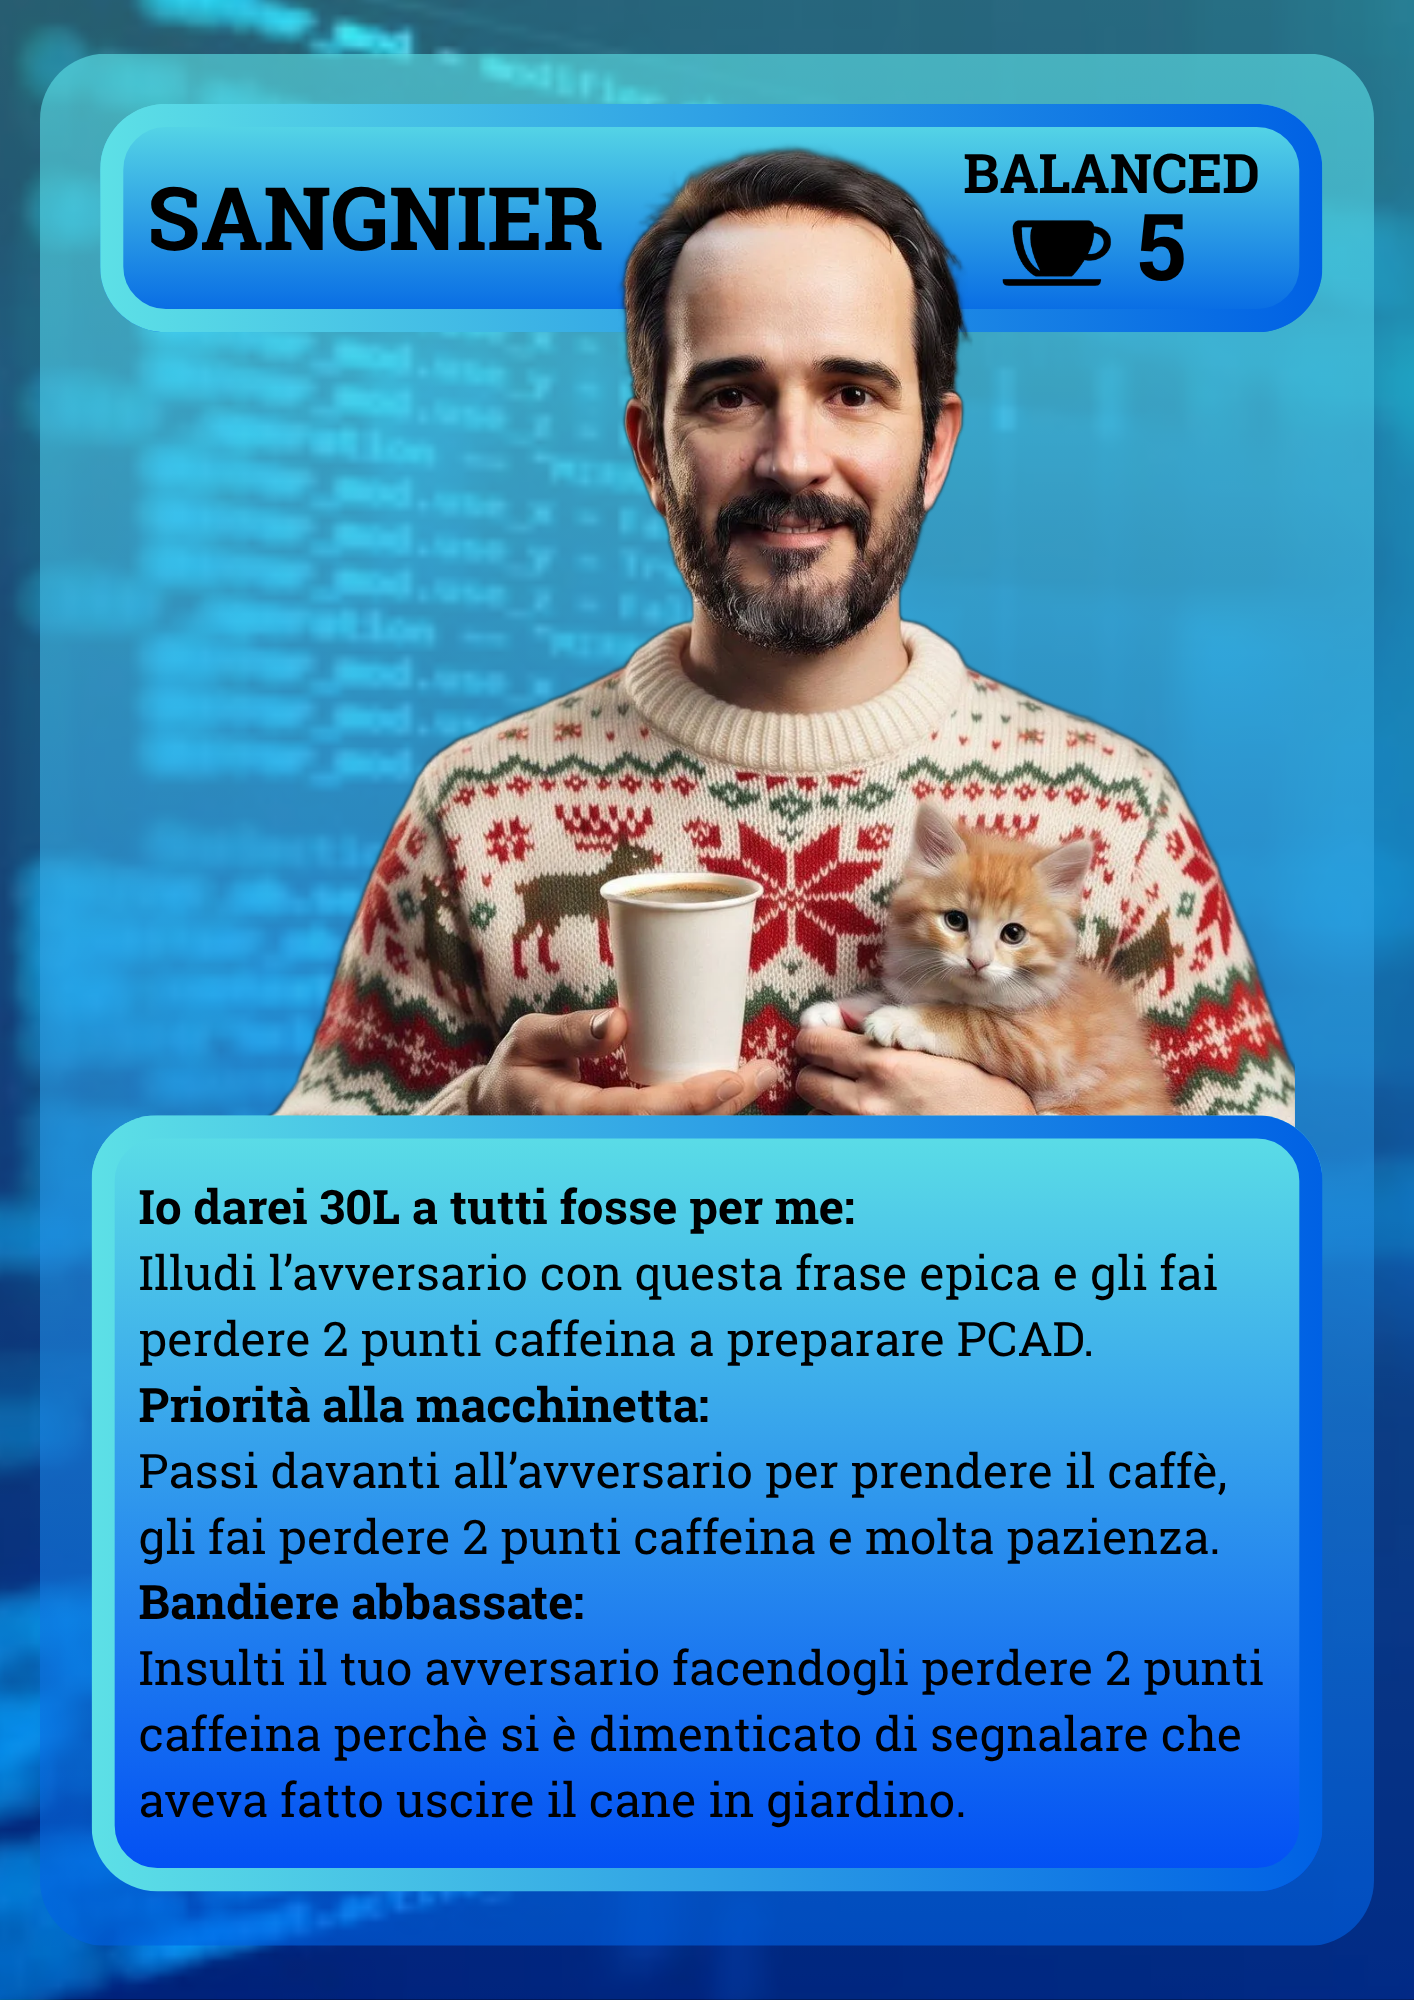 SANGNIER
BALANCED
5
Io darei 30L a tutti fosse per me:
Illudi l’avversario con questa frase epica e gli fai
perdere 2 punti caffeina a preparare PCAD.
Priorità alla macchinetta:
Passi davanti all’avversario per prendere il caffè,
gli fai perdere 2 punti caffeina e molta pazienza.
Bandiere abbassate:
Insulti il tuo avversario facendogli perdere 2 punti
caffeina perchè si è dimenticato di segnalare che
aveva fatto uscire il cane in giardino.